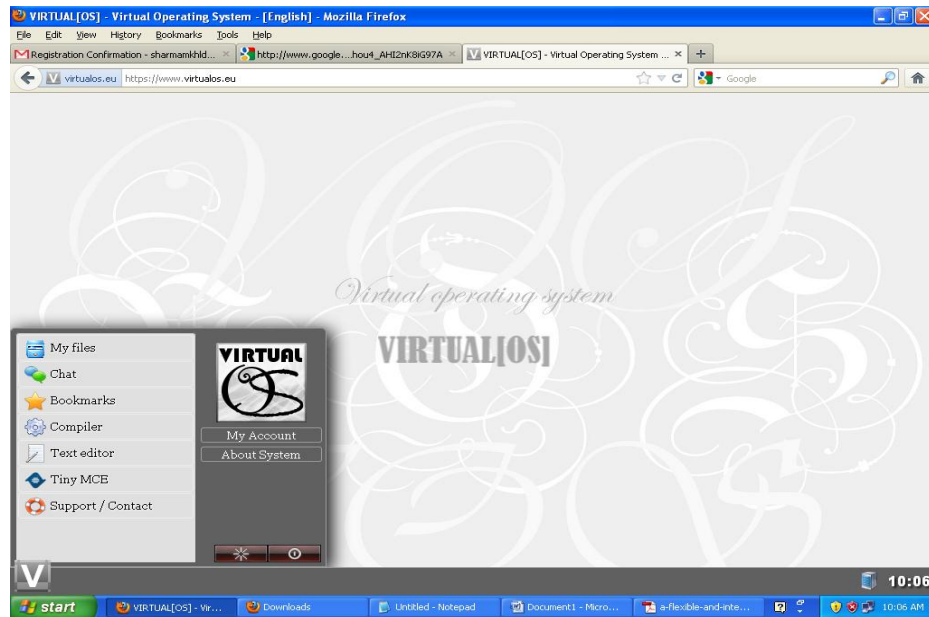 VIRTUAL[OS] - Virtual Operating System - [English] - Mozilla Firefox
File Edit View History Bookmarks Tools Help
Registration Confirmation - sharmamkhld... × http://www.google....hou4_AHI2nK8iG97A × VIRTUAL[OS] - Virtual Operating System ... × +
virtualos.eu https://www.virtualos.eu Google
Virtual operating system
VIRTUAL[OS]
My files
Chat
Bookmarks
Compiler
Text editor
Tiny MCE
Support / Contact
VIRTUAL
OS
My Account
About System
V 10:06
start VIRTUAL[OS] - Vir... Downloads Untitled - Notepad Document1 - Micro... a-flexible-and-inte... 10:06 AM